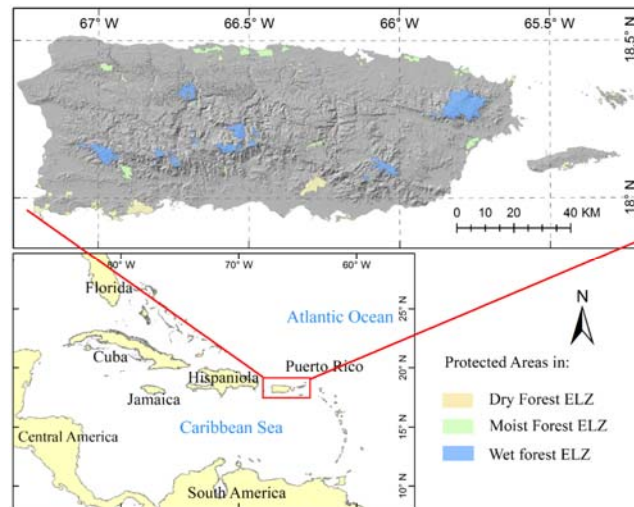 67°W 66.5°W 66°W 65.5°W
18.5°N
18°N
0 10 20 40 KM
80° W 70° W 60° W
Florida
Atlantic Ocean
25° N
N
Cuba
Puerto Rico
20° N
Hispaniola
Jamaica
Protected Areas in:
Dry Forest ELZ
Caribbean Sea
15° N
Moist Forest ELZ
Central America
Wet forest ELZ
10° N
South America